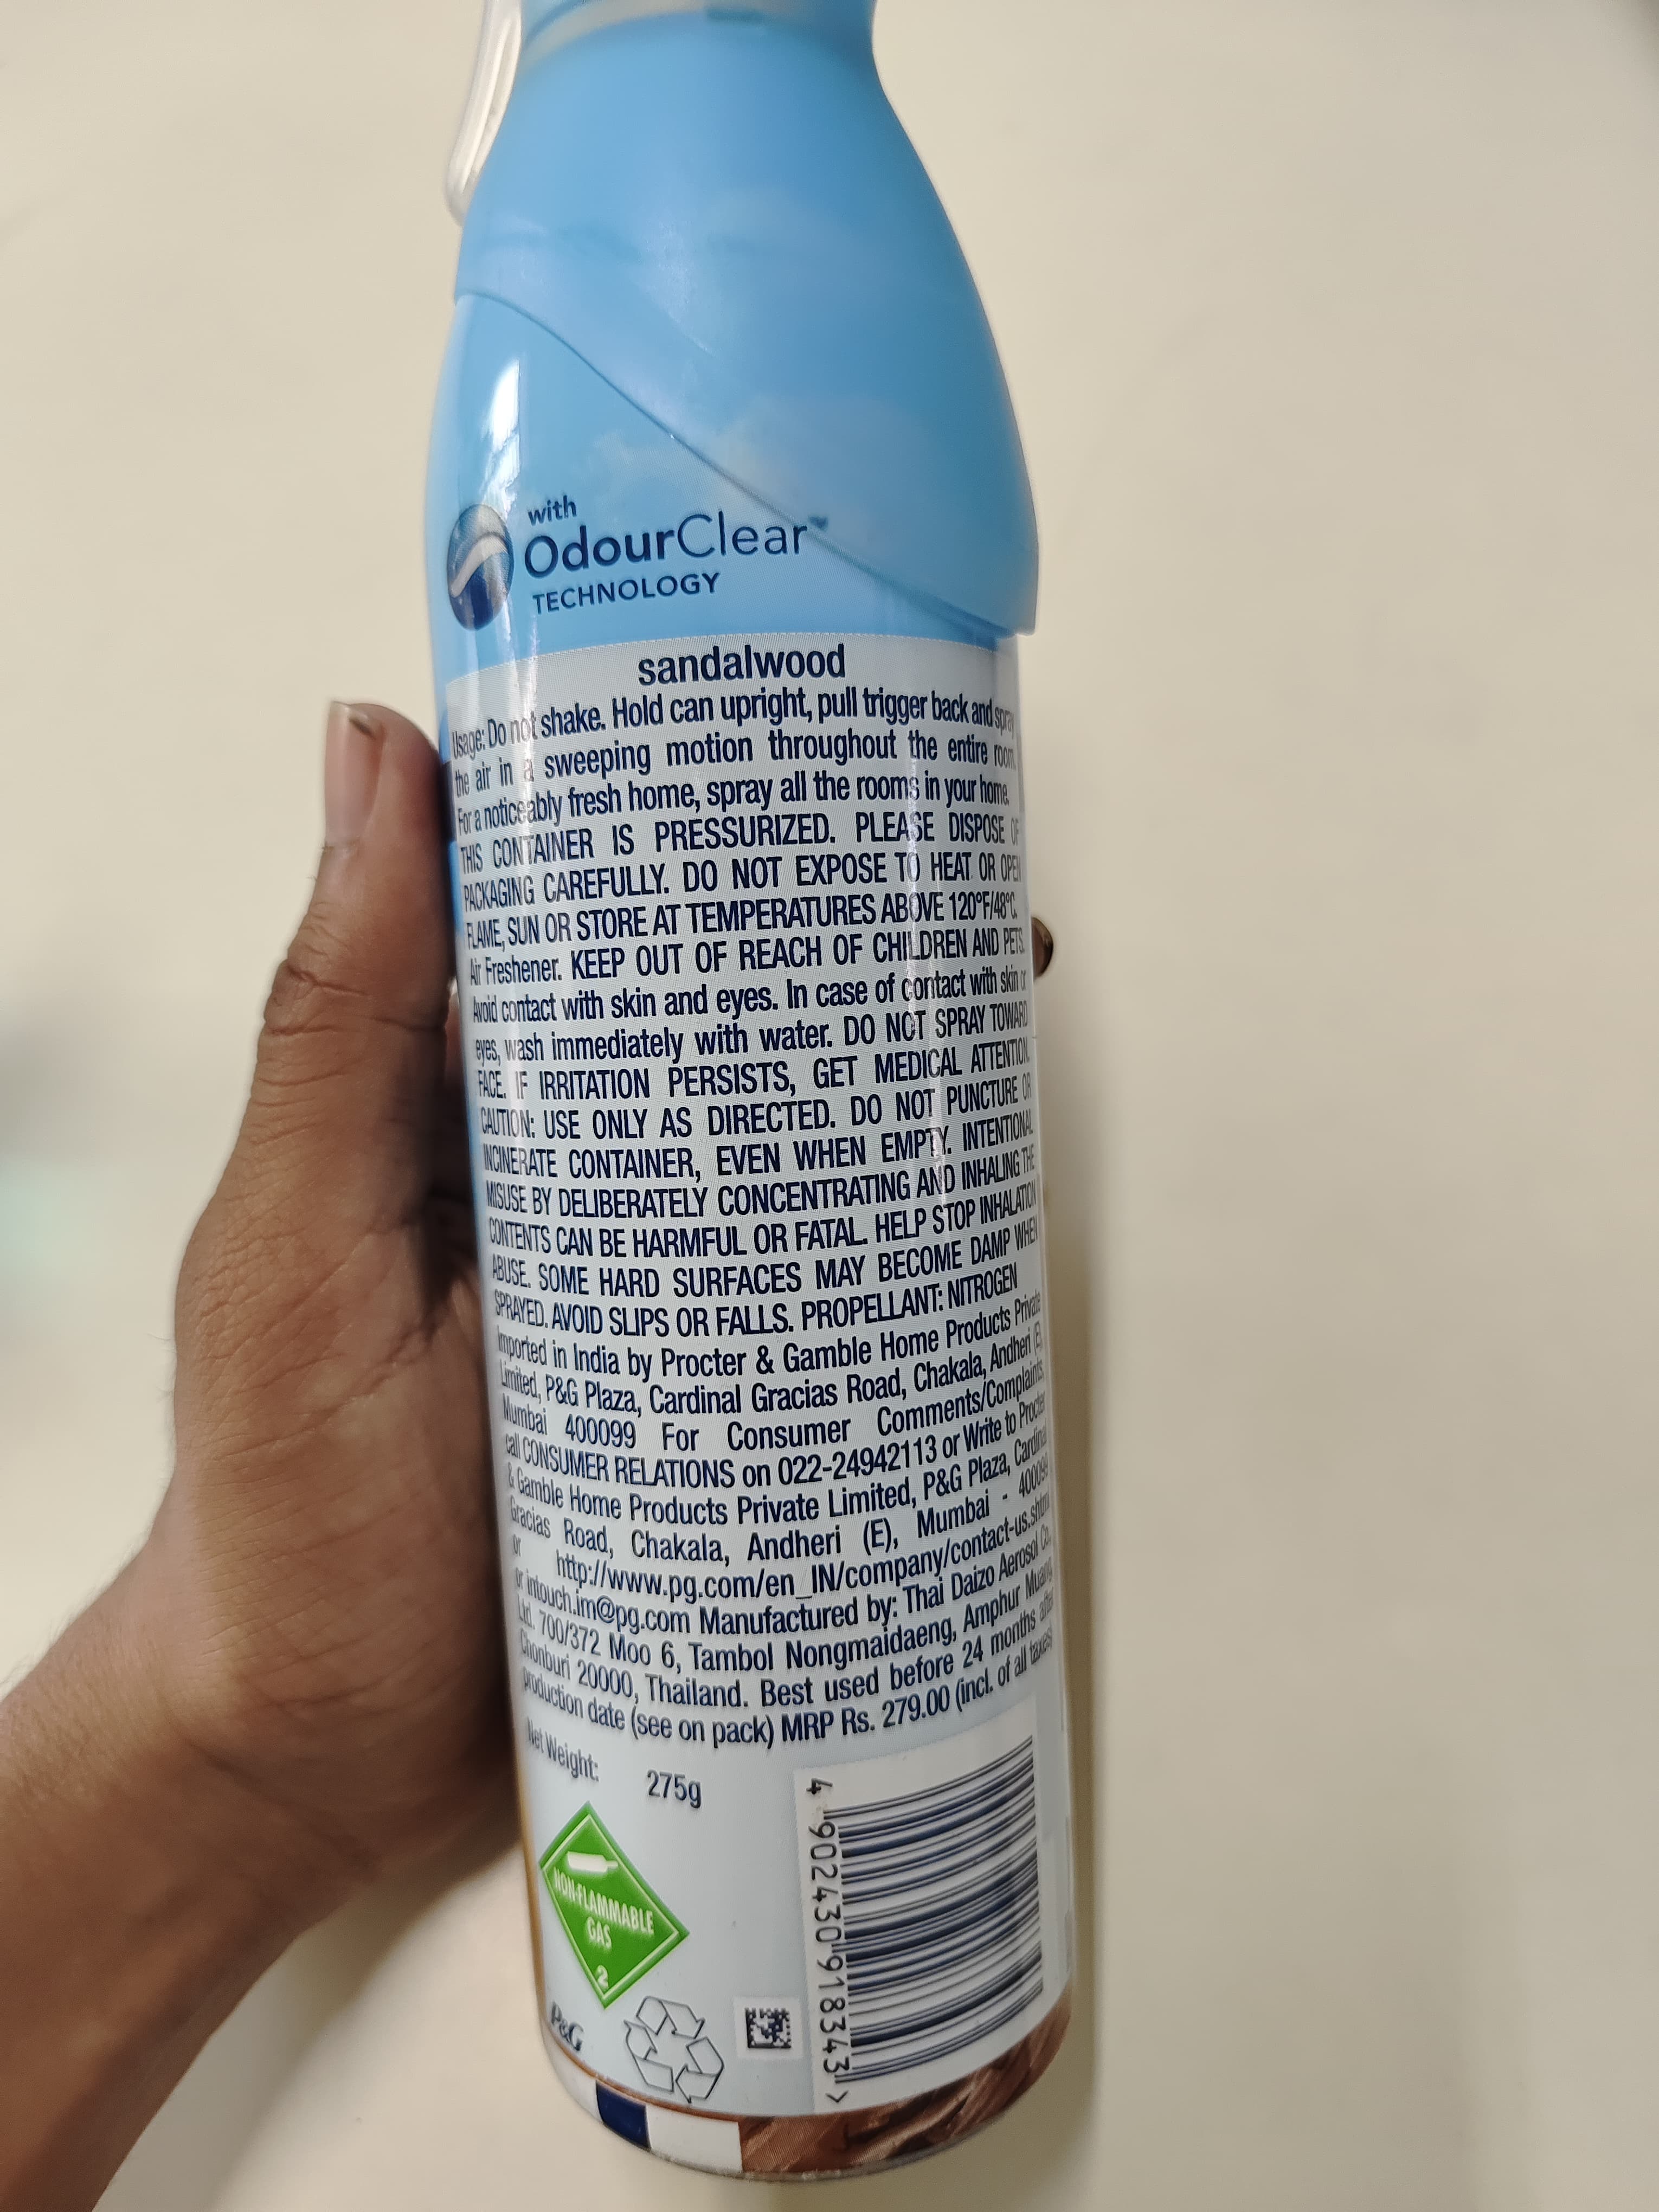 with
OdourClear™
TECHNOLOGY
sandalwood
Usage: Do not shake. Hold can upright, pull trigger back and spray
the air in a sweeping motion throughout the entire room.
For a noticeably fresh home, spray all the rooms in your home.
THIS CONTAINER IS PRESSURIZED. PLEASE DISPOSE OF
PACKAGING CAREFULLY. DO NOT EXPOSE TO HEAT OR OPEN
FLAME, SUN OR STORE AT TEMPERATURES ABOVE 120°F/48°C.
Air Freshener. KEEP OUT OF REACH OF CHILDREN AND PETS.
Avoid contact with skin and eyes. In case of contact with skin or
eyes, wash immediately with water. DO NOT SPRAY TOWARD
FACE. IF IRRITATION PERSISTS, GET MEDICAL ATTENTION.
CAUTION: USE ONLY AS DIRECTED. DO NOT PUNCTURE OR
INCINERATE CONTAINER, EVEN WHEN EMPTY. INTENTIONAL
MISUSE BY DELIBERATELY CONCENTRATING AND INHALING THE
CONTENTS CAN BE HARMFUL OR FATAL. HELP STOP INHALATION
ABUSE. SOME HARD SURFACES MAY BECOME DAMP WHEN
SPRAYED. AVOID SLIPS OR FALLS. PROPELLANT: NITROGEN
Imported in India by Procter & Gamble Home Products Private
Limited, P&G Plaza, Cardinal Gracias Road, Chakala, Andheri (E),
Mumbai 400099 For Consumer Comments/Complaints,
call CONSUMER RELATIONS on 022-24942113 or Write to Procter
& Gamble Home Products Private Limited, P&G Plaza, Cardinal
Gracias Road, Chakala, Andheri (E), Mumbai - 400099
or http://www.pg.com/en_IN/company/contact-us.shtml
or intouch.im@pg.com Manufactured by: Thai Daizo Aerosol Co.,
Ltd. 700/372 Moo 6, Tambol Nongmaidaeng, Amphur Muang,
Chonburi 20000, Thailand. Best used before 24 months after
production date (see on pack) MRP Rs. 279.00 (incl. of all taxes)
Net Weight: 275g
NON-FLAMMABLE
GAS
2
P&G
4 902430 918343 >